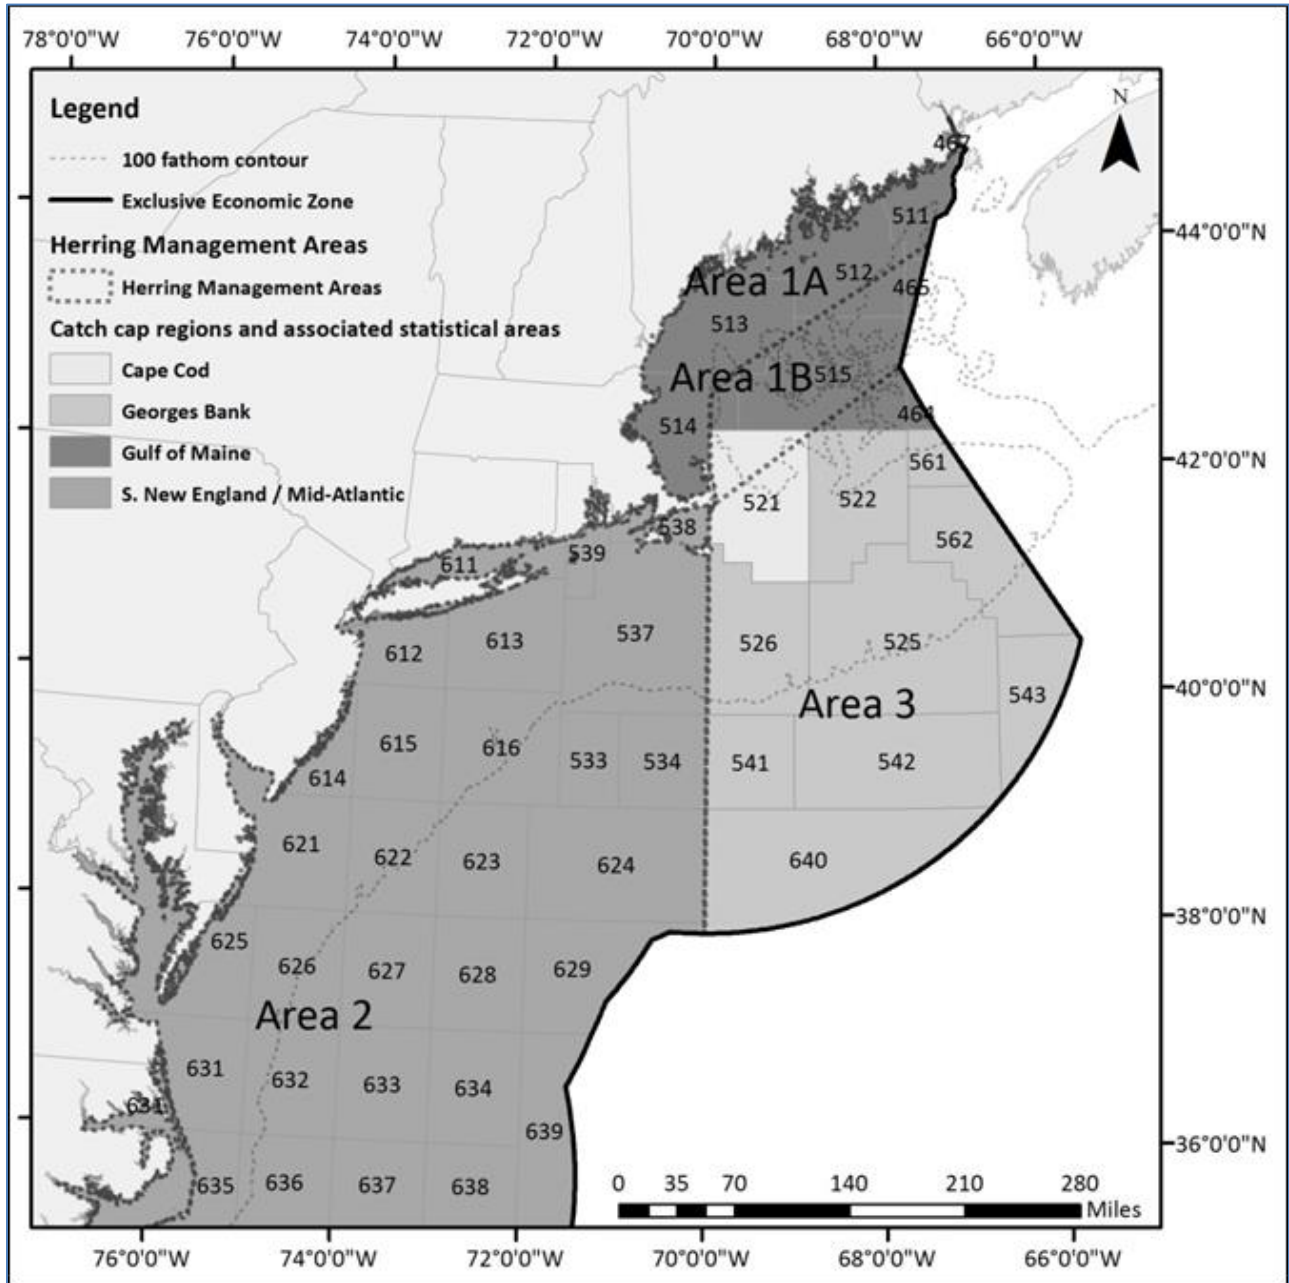 78°0'0"W 76°0'0"W 74°0'0"W 72°0'0"W 70°0'0"W 68°0'0"W 66°0'0"W
Legend
100 fathom contour
Exclusive Economic Zone
Herring Management Areas
Herring Management Areas
Catch cap regions and associated statistical areas
Cape Cod
Georges Bank
Gulf of Maine
S. New England / Mid-Atlantic
N
467
511
44°0'0"N
512
Area 1A
465
513
Area 1B
515
464
514
42°0'0"N
561
521
522
538
562
539
611
537
612
613
526
525
40°0'0"N
543
Area 3
615
616
533
534
541
542
614
621
622
623
624
640
38°0'0"N
625
626
627
628
629
Area 2
631
632
633
634
631
639
36°0'0"N
635
636
637
638
0 35 70 140 210 280
Miles
76°0'0"W 74°0'0"W 72°0'0"W 70°0'0"W 68°0'0"W 66°0'0"W